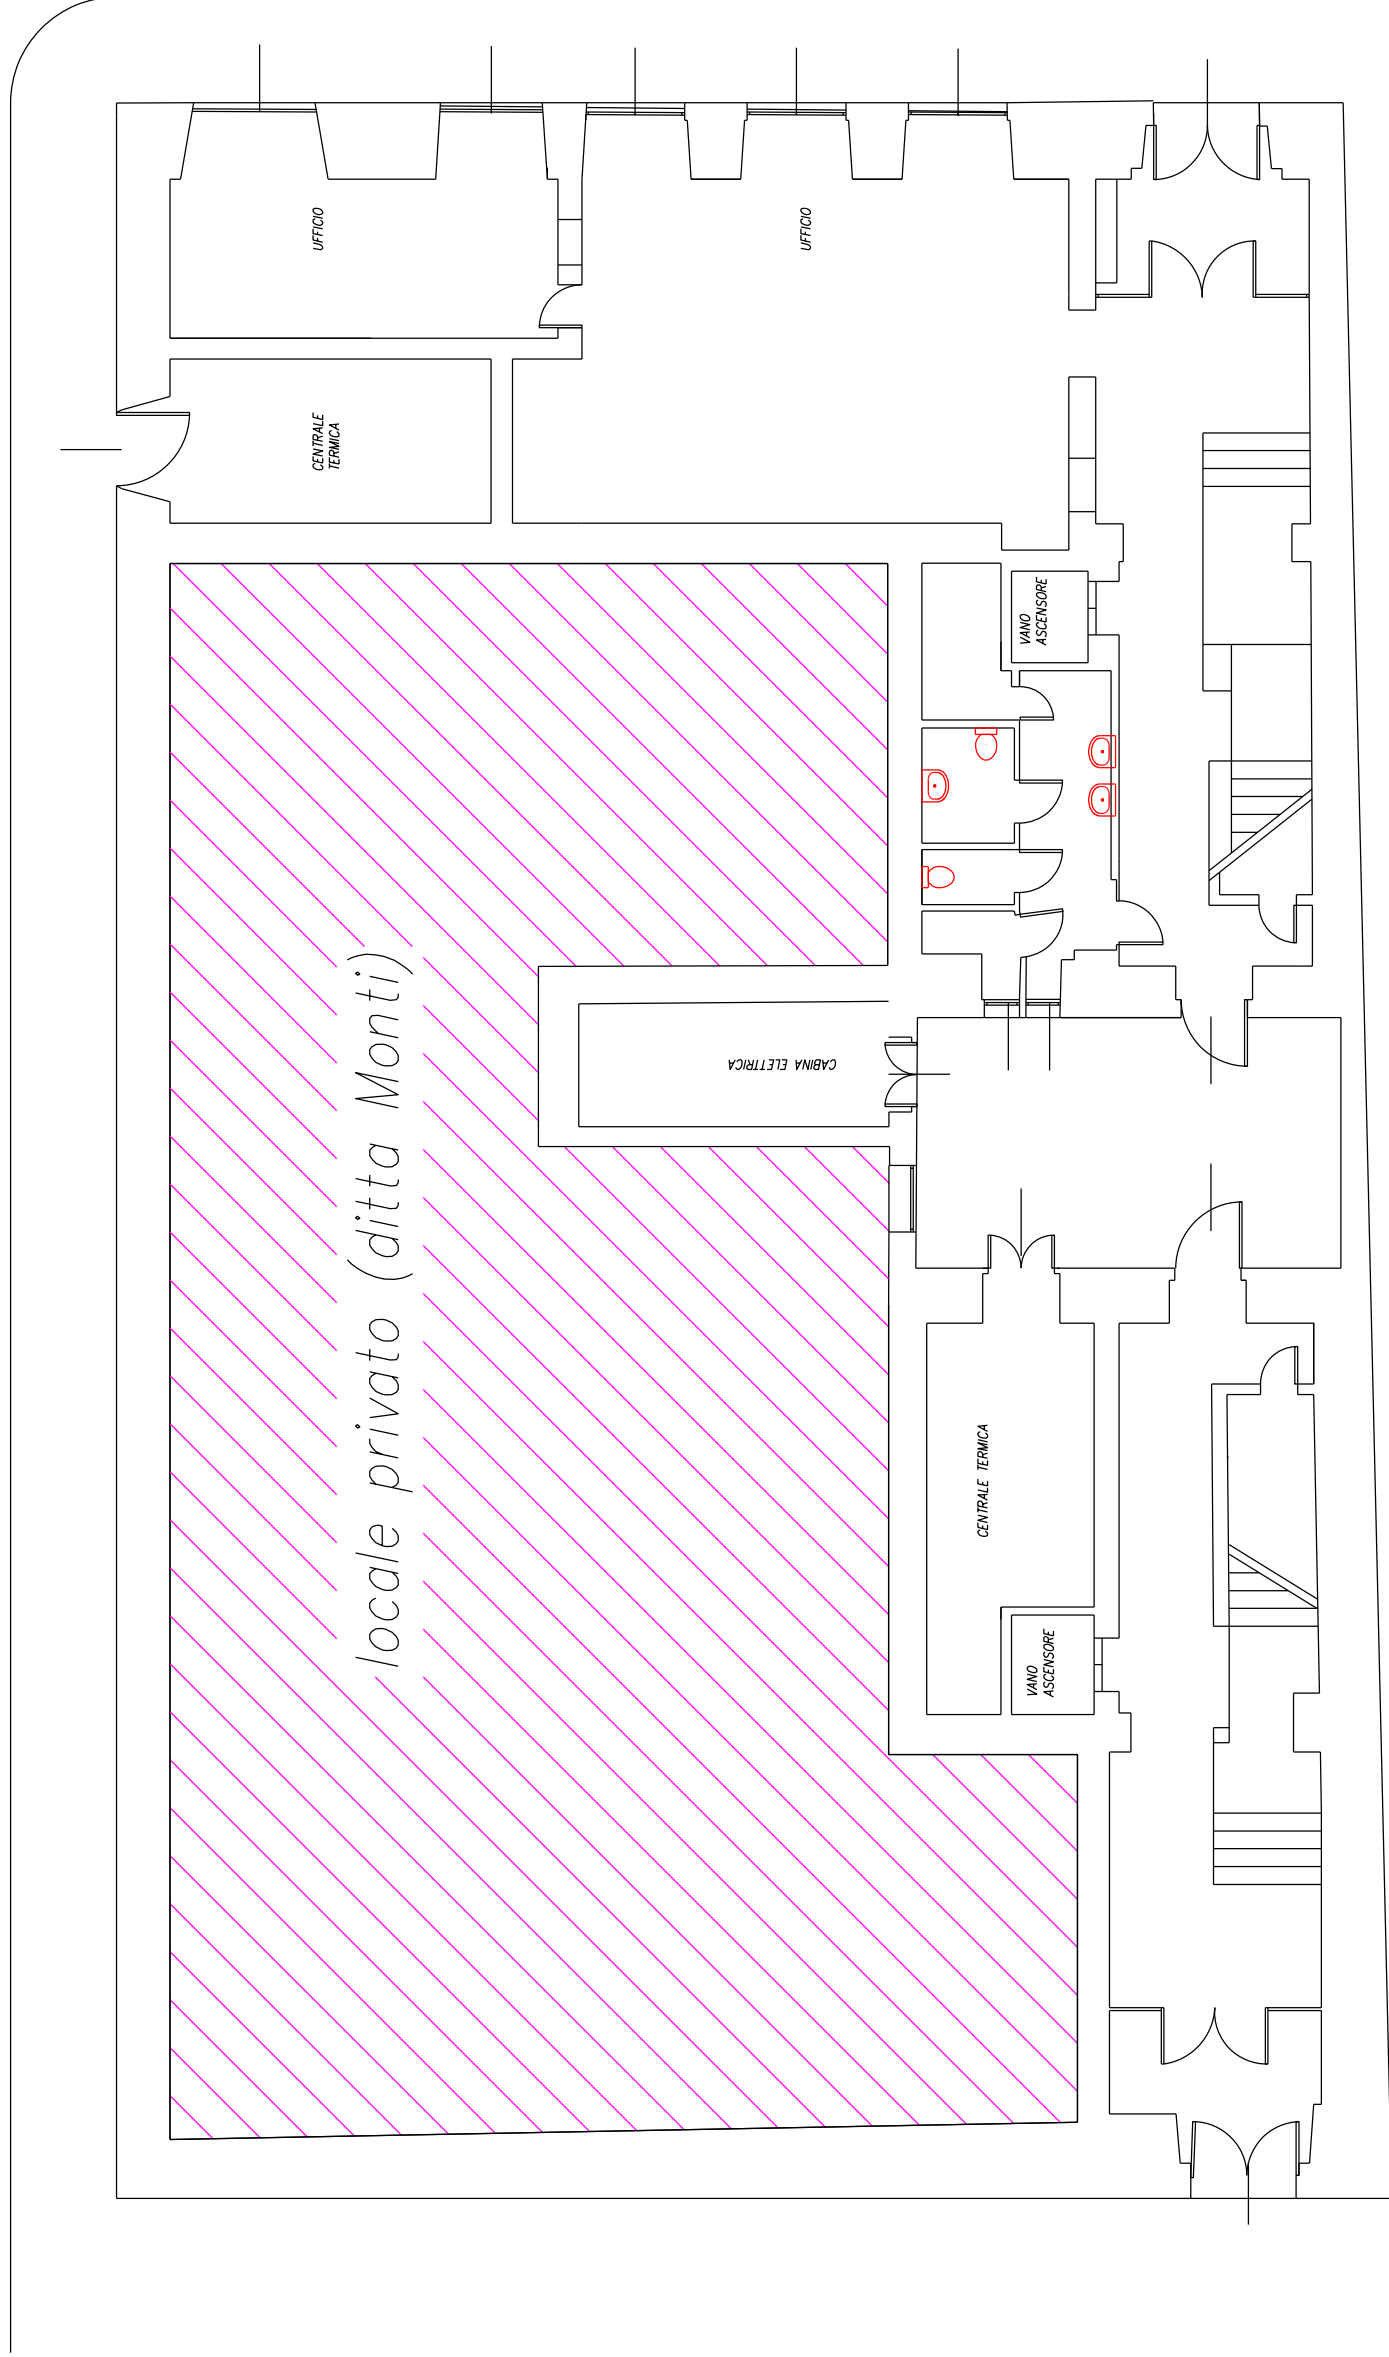 UFFICIO
UFFICIO
CENTRALE
TERMICA
VANO
ASCENSORE
CABINA ELETTRICA
locale privato (ditta Monti)
CENTRALE TERMICA
VANO
ASCENSORE